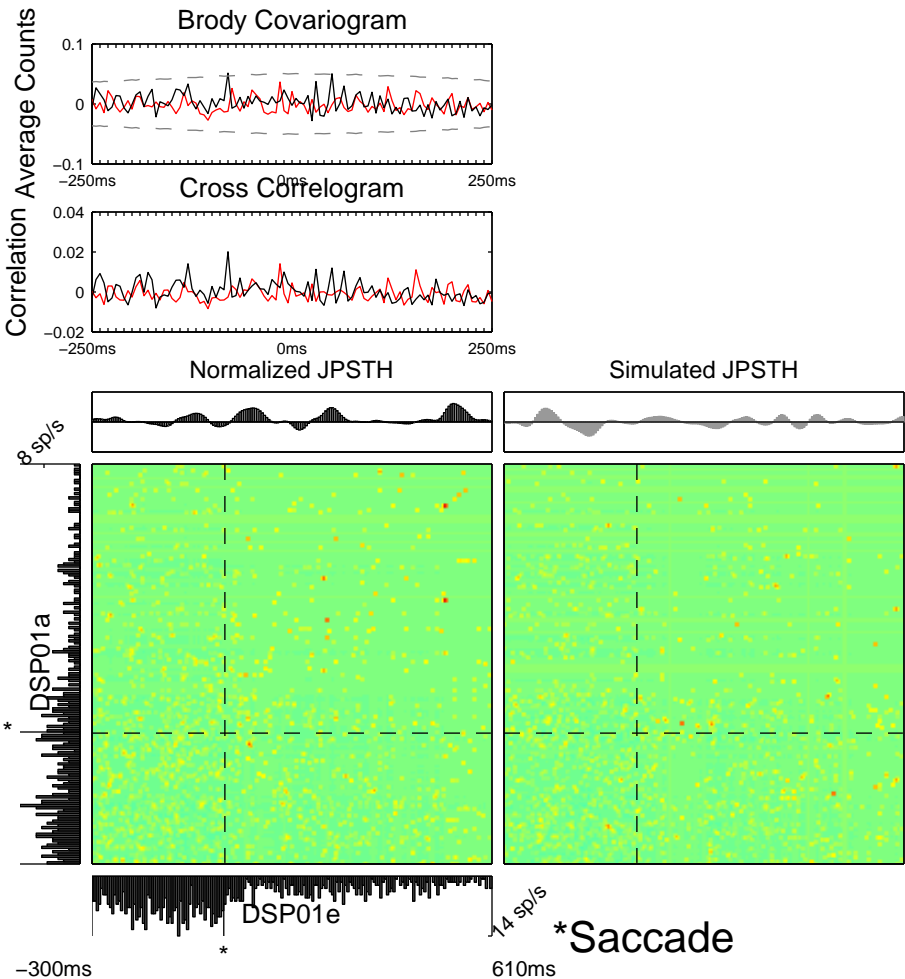 Brody Covariogram
Average Counts
0.1
0
−0.1
−250ms
0ms
250ms
Cross Correlogram
Correlation
0.04
0.02
0
−0.02
−250ms
0ms
250ms
Normalized JPSTH
Simulated JPSTH
8 sp/s
DSP01a
*
DSP01e
14 sp/s
*
*Saccade
−300ms
610ms